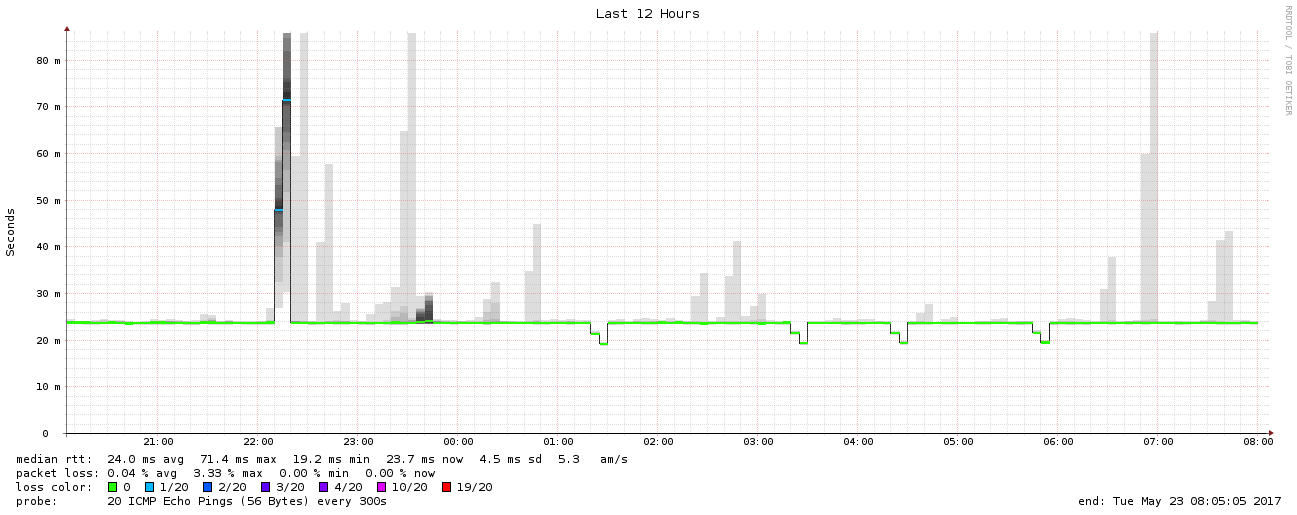 Last 12 Hours
RRDTOOL / TOBI OETIKER
Seconds
80 m
70 m
60 m
50 m
40 m
30 m
20 m
10 m
0
21:00 22:00 23:00 00:00 01:00 02:00 03:00 04:00 05:00 06:00 07:00 08:00
median rtt: 24.0 ms avg 71.4 ms max 19.2 ms min 23.7 ms now 4.5 ms sd 5.3 am/s
packet loss: 0.04 % avg 3.33 % max 0.00 % min 0.00 % now
loss color: 0 1/20 2/20 3/20 4/20 10/20 19/20
probe: 20 ICMP Echo Pings (56 Bytes) every 300s end: Tue May 23 08:05:05 2017